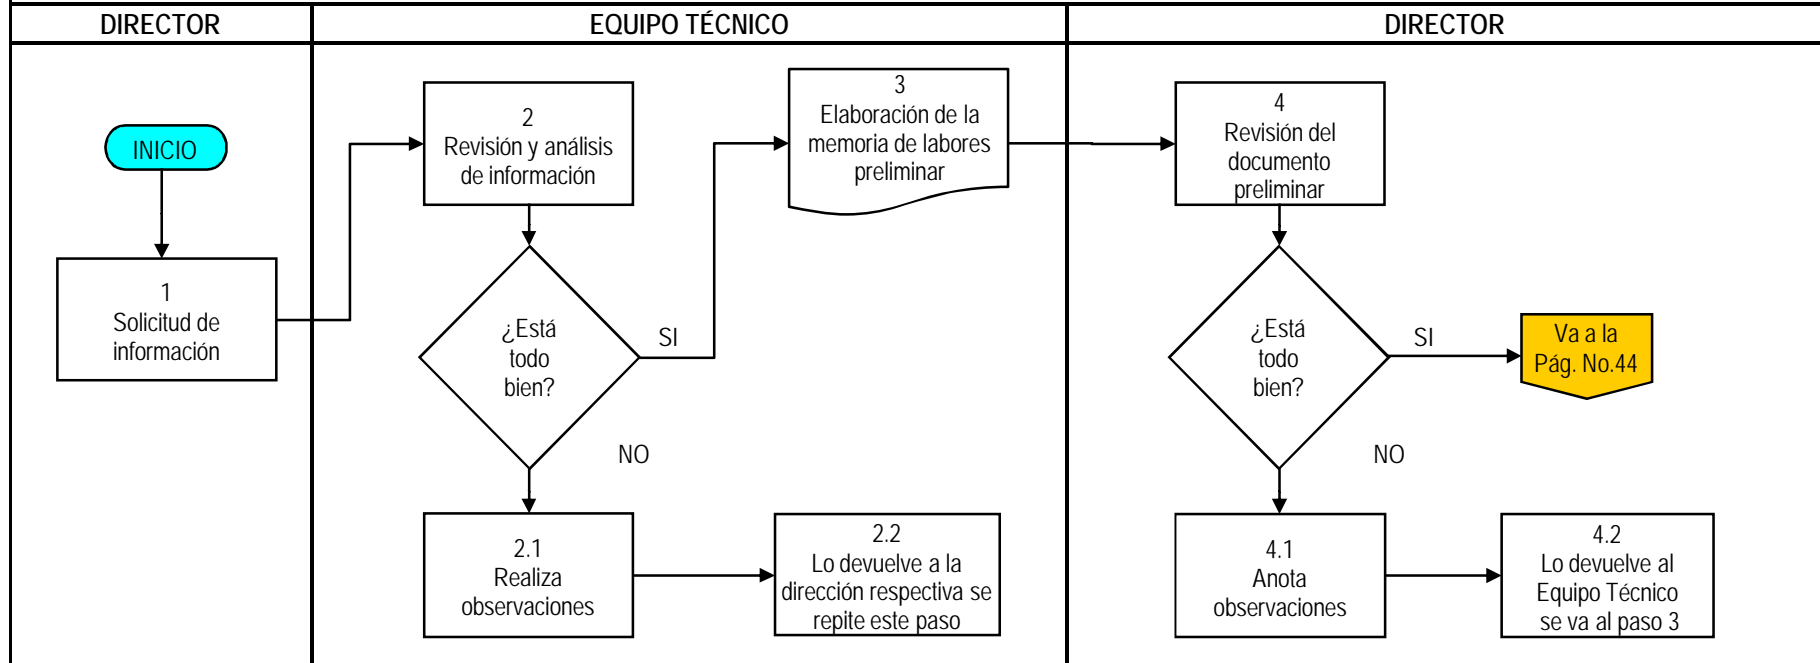 DIRECTOR
EQUIPO TÉCNICO
DIRECTOR
INICIO
1
Solicitud de
información
2
Revisión y análisis
de información
¿Está
todo
bien?
SI
NO
2.1
Realiza
observaciones
2.2
Lo devuelve a la
dirección respectiva se
repite este paso
3
Elaboración de la
memoria de labores
preliminar
4
Revisión del
documento
preliminar
¿Está
todo
bien?
SI
Va a la
Pág. No.44
NO
4.1
Anota
observaciones
4.2
Lo devuelve al
Equipo Técnico
se va al paso 3